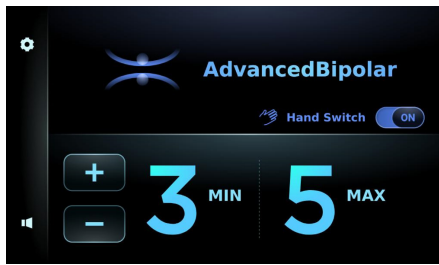 AdvancedBipolar
Hand Switch ON
+
3 MIN 5 MAX
−